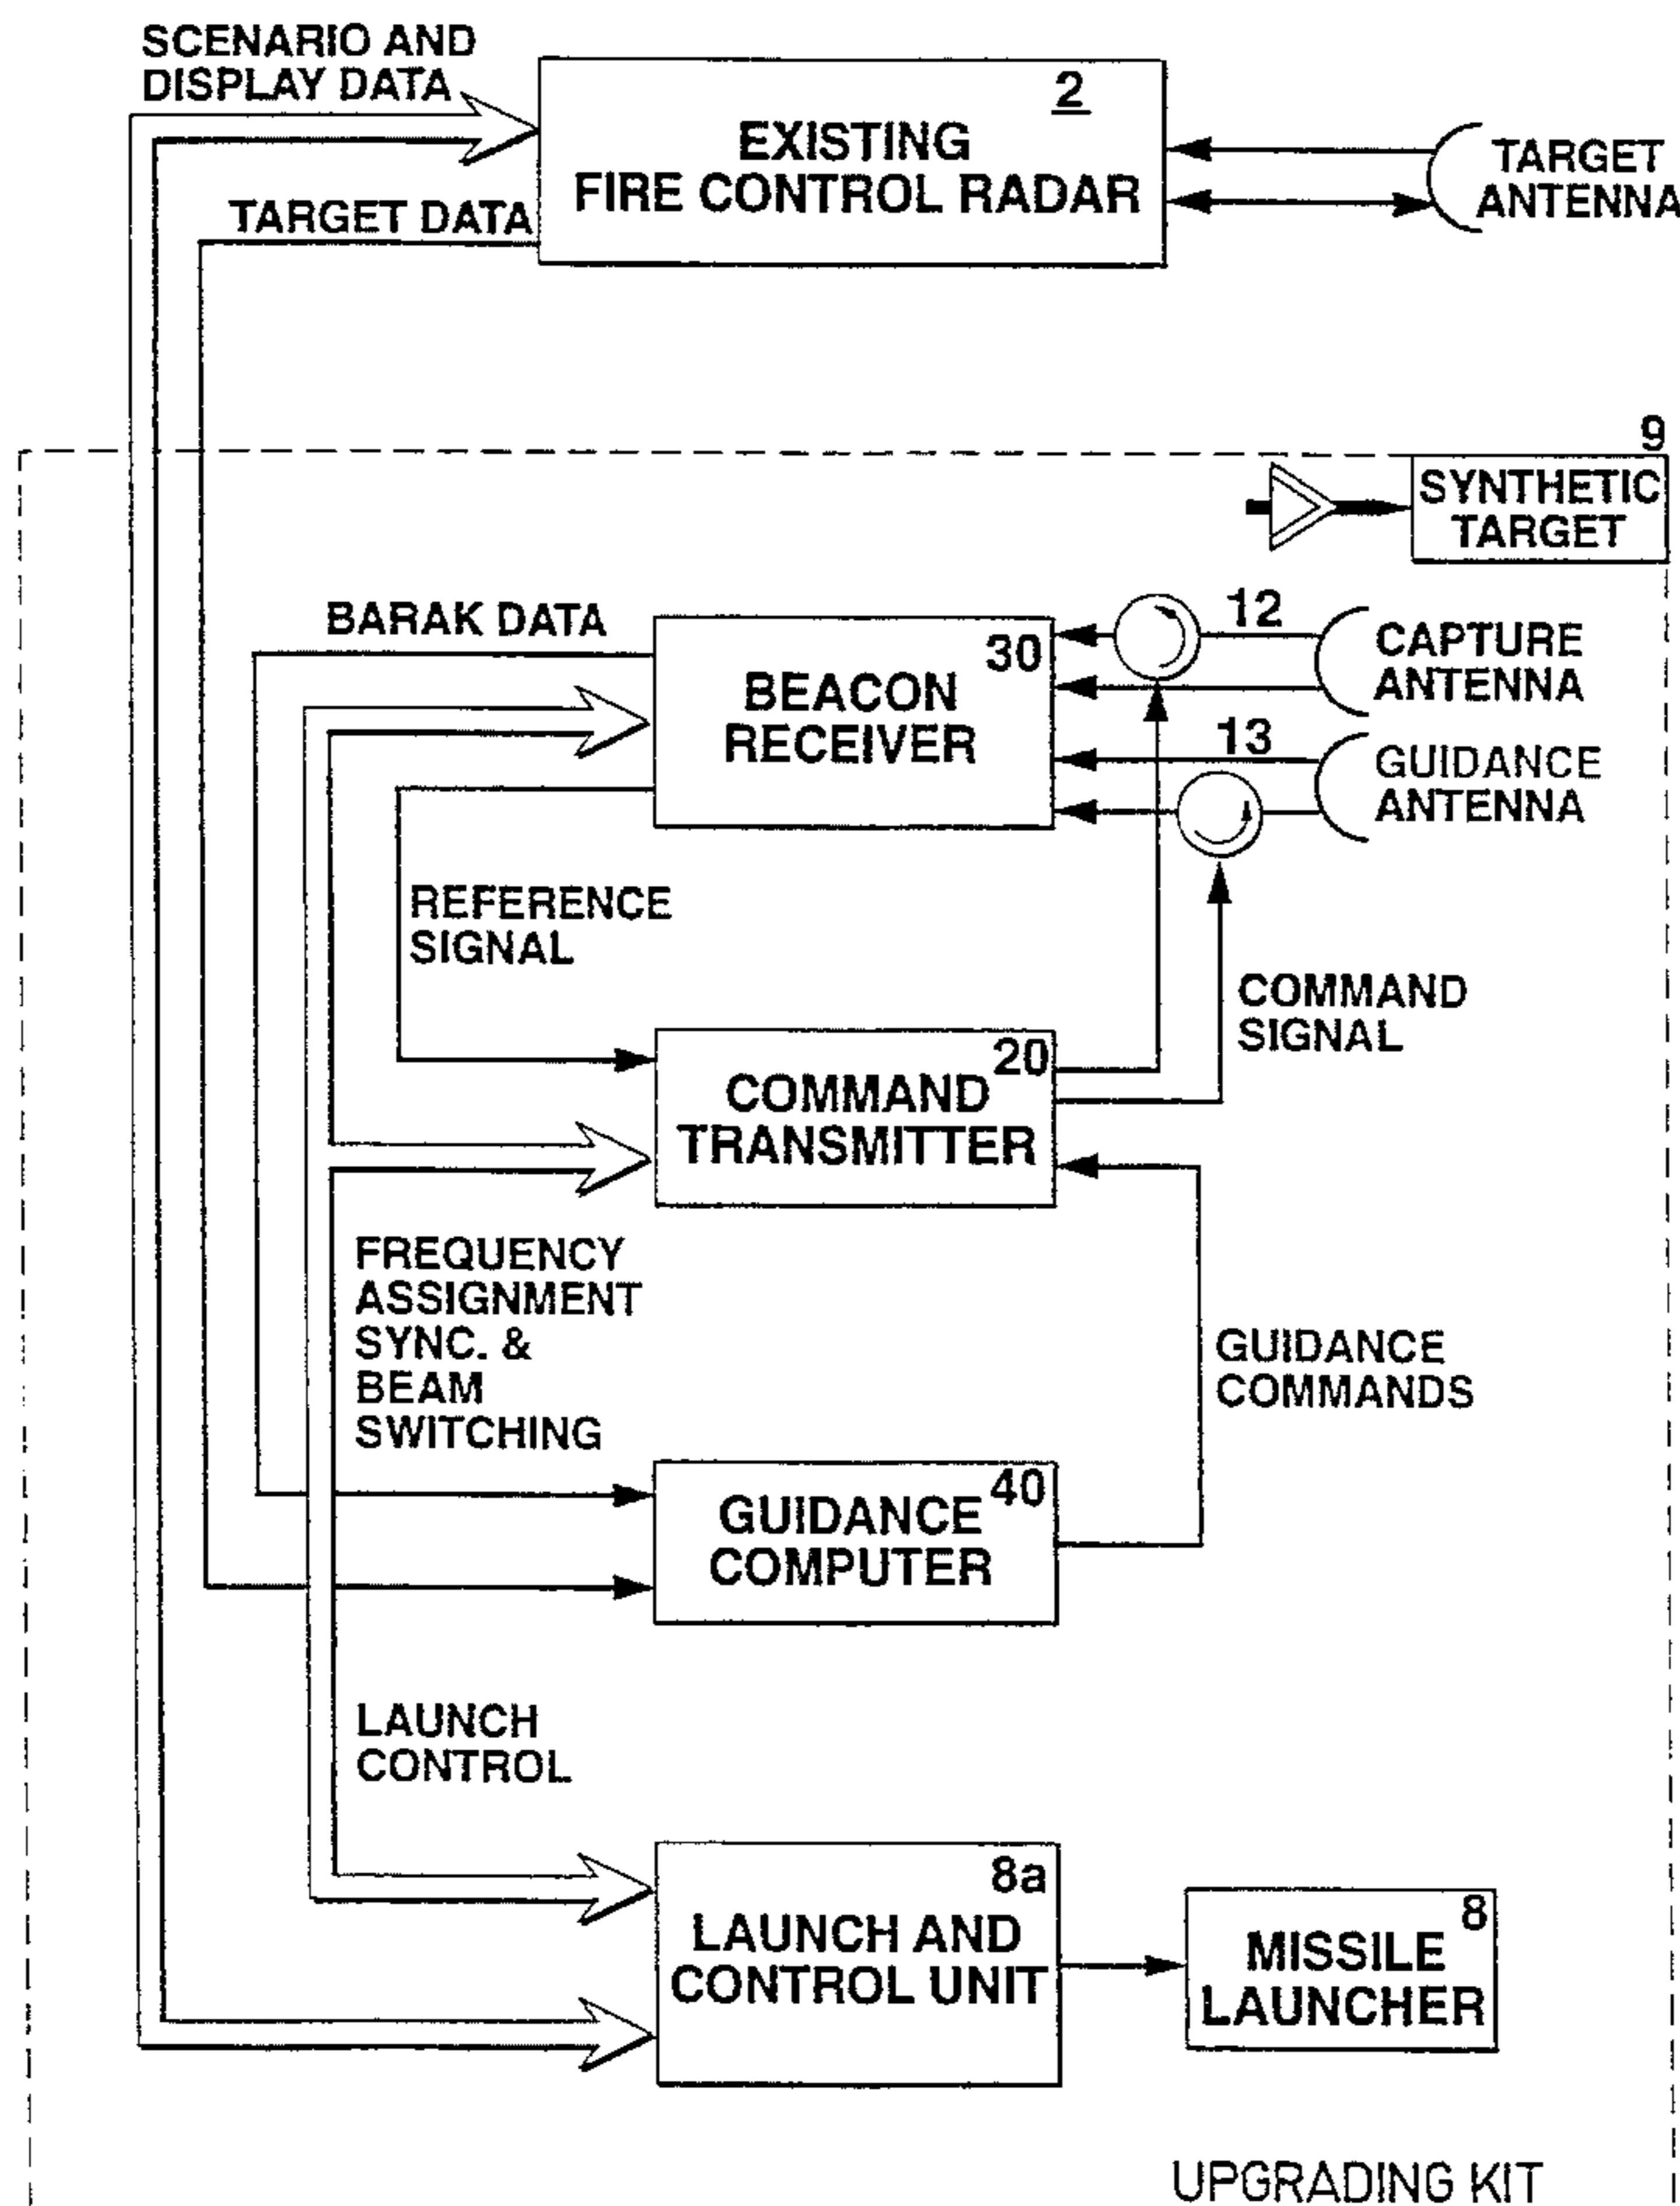 SCENARIO AND
DISPLAY DATA
2
EXISTING
FIRE CONTROL RADAR
TARGET
ANTENNA
TARGET DATA
9
SYNTHETIC
TARGET
BARAK DATA
30
BEACON
RECEIVER
12
CAPTURE
ANTENNA
13
GUIDANCE
ANTENNA
REFERENCE
SIGNAL
COMMAND
SIGNAL
20
COMMAND
TRANSMITTER
FREQUENCY
ASSIGNMENT
SYNC. &
BEAM
SWITCHING
GUIDANCE
COMMANDS
40
GUIDANCE
COMPUTER
LAUNCH
CONTROL
8a
LAUNCH AND
CONTROL UNIT
8
MISSILE
LAUNCHER
UPGRADING KIT